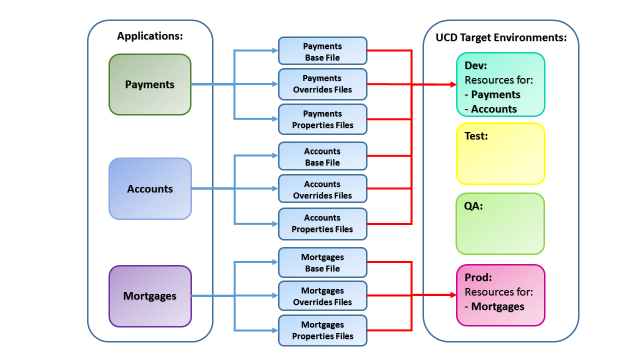 Applications:
Payments
Accounts
Mortgages
Payments
Base File
Payments
Overrides Files
Payments
Properties Files
Accounts
Base File
Accounts
Overrides Files
Accounts
Properties Files
Mortgages
Base File
Mortgages
Overrides Files
Mortgages
Properties Files
UCD Target Environments:
Dev:
Resources for:
- Payments
- Accounts
Test:
QA:
Prod:
Resources for:
- Mortgages